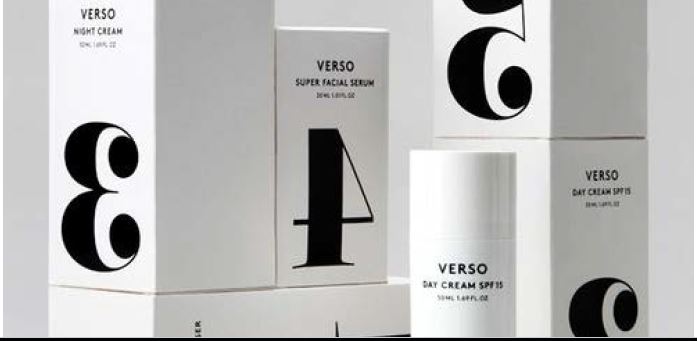 VERSO
NIGHT CREAM
50ML 1.69FL.OZ
3
VERSO
SUPER FACIAL SERUM
30ML 1.01FL.OZ
4
VERSO
DAY CREAM SPF15
50ML 1.69FL.OZ
VERSO
DAY CREAM SPF15
50ML 1.69FL.OZ
SER